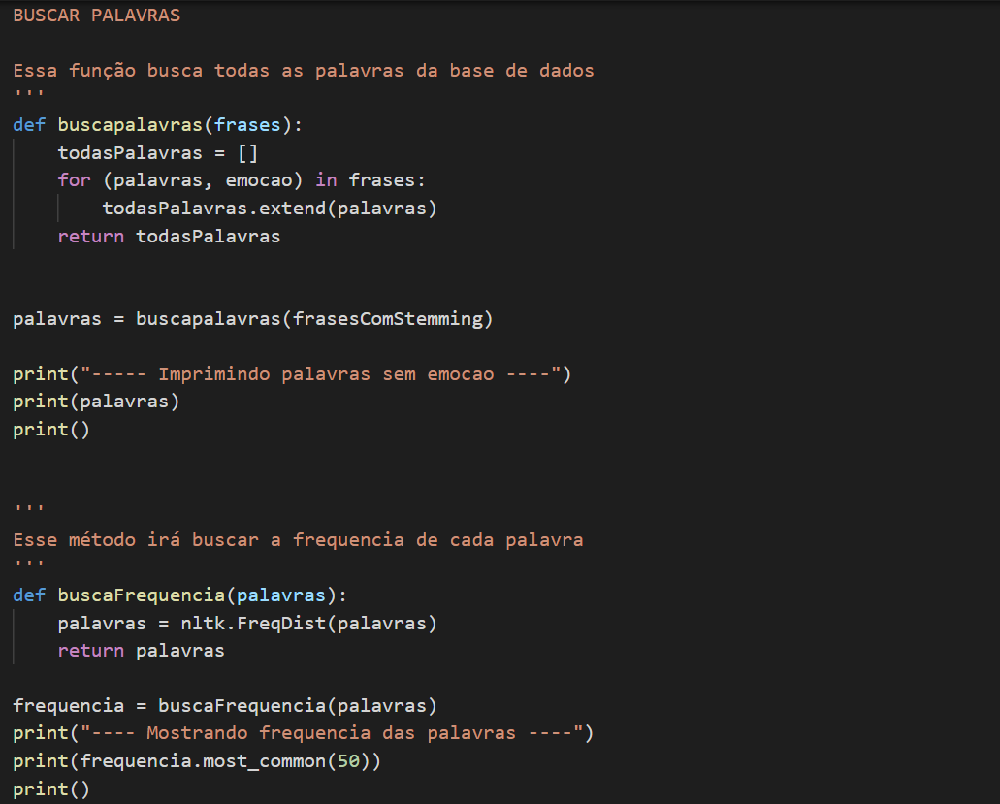 BUSCAR PALAVRAS
Essa função busca todas as palavras da base de dados
'''
def buscapalavras(frases):
    todasPalavras = []
    for (palavras, emocao) in frases:
        todasPalavras.extend(palavras)
    return todasPalavras
palavras = buscapalavras(frasesComStemming)
print("----- Imprimindo palavras sem emocao ----")
print(palavras)
print()
'''
Esse método irá buscar a frequencia de cada palavra
'''
def buscaFrequencia(palavras):
    palavras = nltk.FreqDist(palavras)
    return palavras
frequencia = buscaFrequencia(palavras)
print("---- Mostrando frequencia das palavras ----")
print(frequencia.most_common(50))
print()